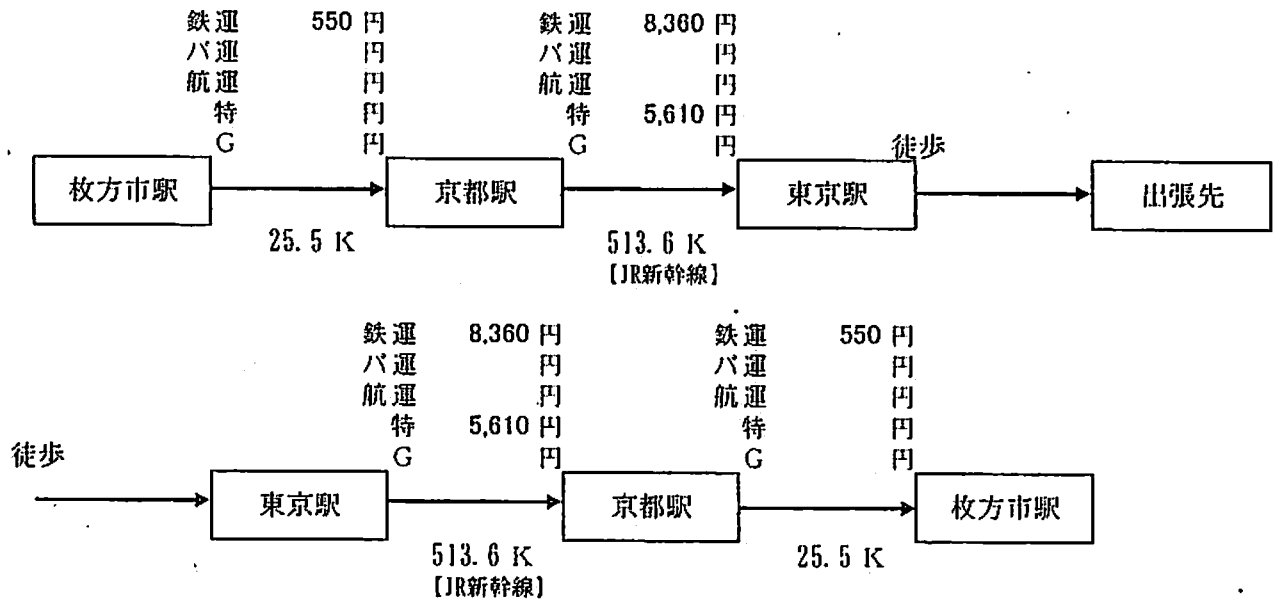 鉄運 550 円 鉄運 8,360 円
バ運 円 バ運 円
航運 円 航運 円
特 円 特 5,610 円
G 円 G 円
徒歩
枚方市駅 京都駅 東京駅 出張先
25.5 K 513.6 K
【JR新幹線】
鉄運 8,360 円 鉄運 550 円
バ運 円 バ運 円
航運 円 航運 円
特 5,610 円 特 円
徒歩 G 円 G 円
東京駅 京都駅 枚方市駅
513.6 K 25.5 K
【JR新幹線】